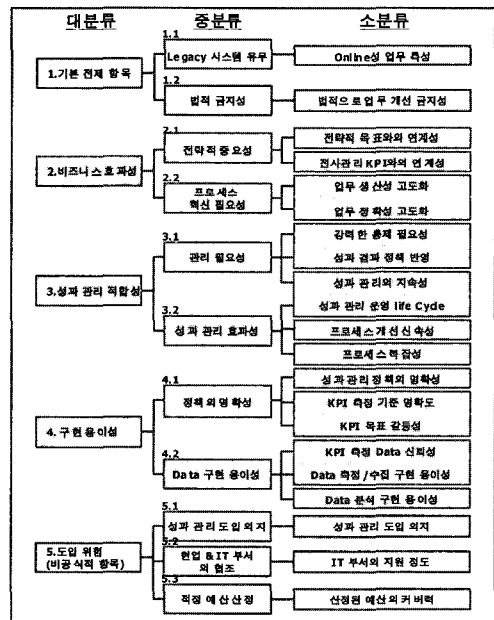 대분류
중분류
소분류
1.기본 전제 항목
1.1
Legacy 시스템 유무
Online성 업무 측성
1.2
법적 금지성
법적으로 업무 개선 금지성
2.비즈니스 효과성
2.1
전략적 중요성
전략적 목표와의 연계성
전사관리 KPI와의 연계성
2.2
프로세스
혁신 필요성
업무 생산성 고도화
업무 정확성 고도화
3.성과 관리 적합성
3.1
관리 필요성
강력한 통제 필요성
성과 결과 정책 반영
성과 관리의 지속성
3.2
성과 관리 효과성
성과 관리 운영 life Cycle
프로세스 개선 신속성
프로세스 복잡성
4. 구현 용이성
4.1
정책의 명확성
성과 관리 정책의 명확성
KPI 측정 기준 명확도
KPI 목표 갈등성
4.2
Data 구현 용이성
KPI 측정 Data 신뢰성
Data 측정 /수집 구현 용이성
Data 분석 구현 용이성
5.도입 위험
(비공식적 항목)
5.1
성과 관리 도입 의지
성과 관리 도입 의지
5.2
현업 & IT 부서
의 협조
IT 부서의 지원 정도
5.3
적정 예산 산정
산정된 예산의 커버력